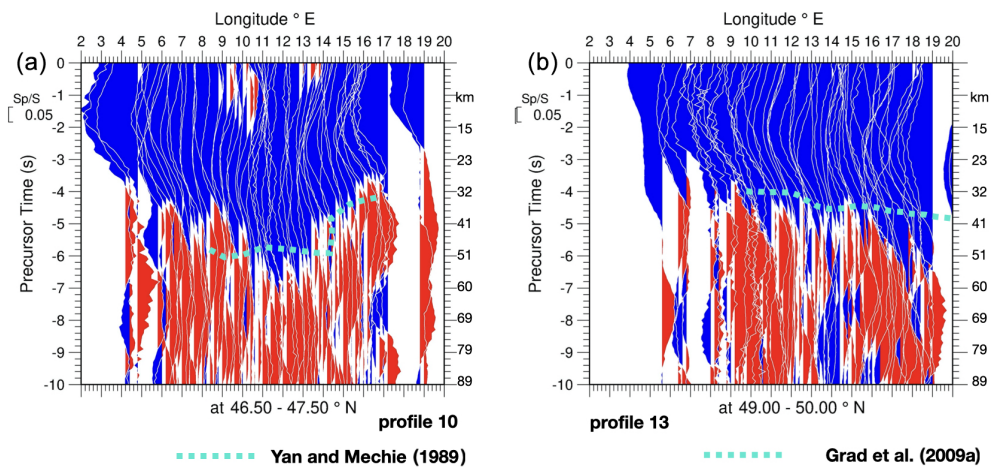 Longitude ° E
Longitude ° E
2 3 4 5 6 7 8 9 10 11 12 13 14 15 16 17 18 19 20
2 3 4 5 6 7 8 9 10 11 12 13 14 15 16 17 18 19 20
(a)
(b)
Sp/S
0.05
Sp/S
0.05
Precursor Time (s)
0
-1
-2
-3
-4
-5
-6
-7
-8
-9
-10
km
15
23
32
41
51
60
69
79
89
Precursor Time (s)
0
-1
-2
-3
-4
-5
-6
-7
-8
-9
-10
km
15
23
32
41
51
60
69
79
89
at 46.50 - 47.50 ° N
profile 10
at 49.00 - 50.00 ° N
profile 13
Yan and Mechie (1989)
Grad et al. (2009a)